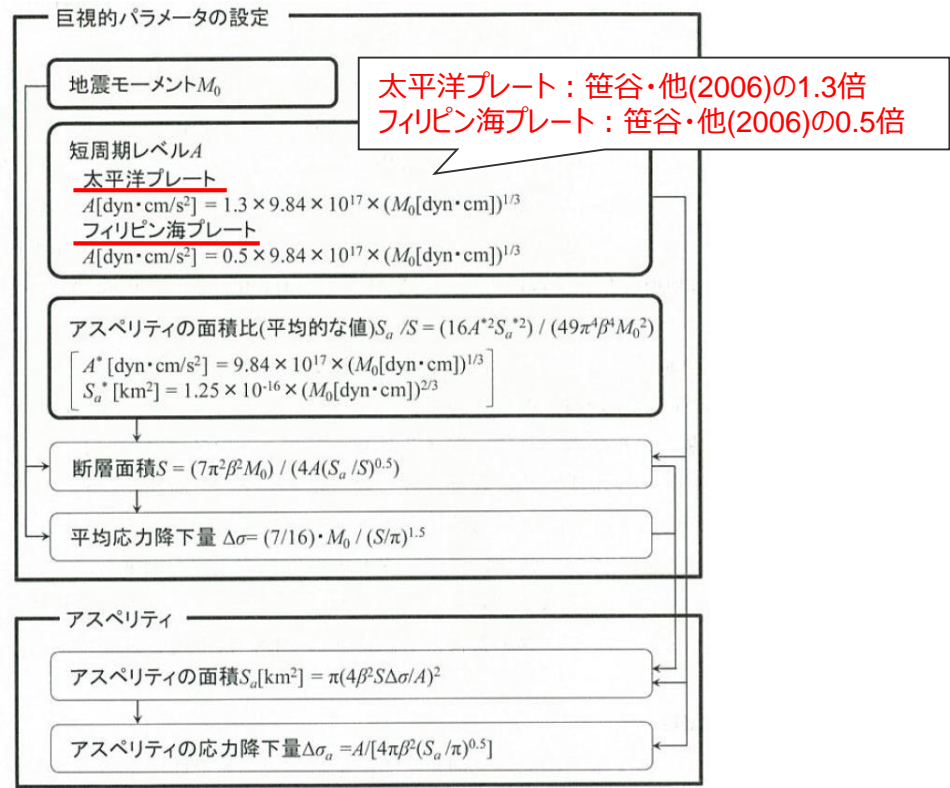 巨視的パラメータの設定
地震モーメントM₀
太平洋プレート：笹谷・他(2006)の1.3倍
フィリピン海プレート：笹谷・他(2006)の0.5倍
短周期レベルA
太平洋プレート
A[dyn・cm/s²] = 1.3 × 9.84 × 10¹⁷ × (M₀[dyn・cm])¹ᐟ³
フィリピン海プレート
A[dyn・cm/s²] = 0.5 × 9.84 × 10¹⁷ × (M₀[dyn・cm])¹ᐟ³
アスペリティの面積比(平均的な値)Sₐ /S = (16A*²Sₐ*²) / (49π⁴β⁴M₀²)
A* [dyn・cm/s²] = 9.84 × 10¹⁷ × (M₀[dyn・cm])¹ᐟ³
Sₐ* [km²] = 1.25 × 10⁻¹⁶ × (M₀[dyn・cm])²ᐟ³
断層面積S = (7π²β²M₀) / (4A(Sₐ /S)⁰·⁵)
平均応力降下量 Δσ= (7/16)・M₀ / (S/π)¹·⁵
アスペリティ
アスペリティの面積Sₐ[km²] = π(4β²SΔσ/A)²
アスペリティの応力降下量Δσₐ =A/[4πβ²(Sₐ /π)⁰·⁵]